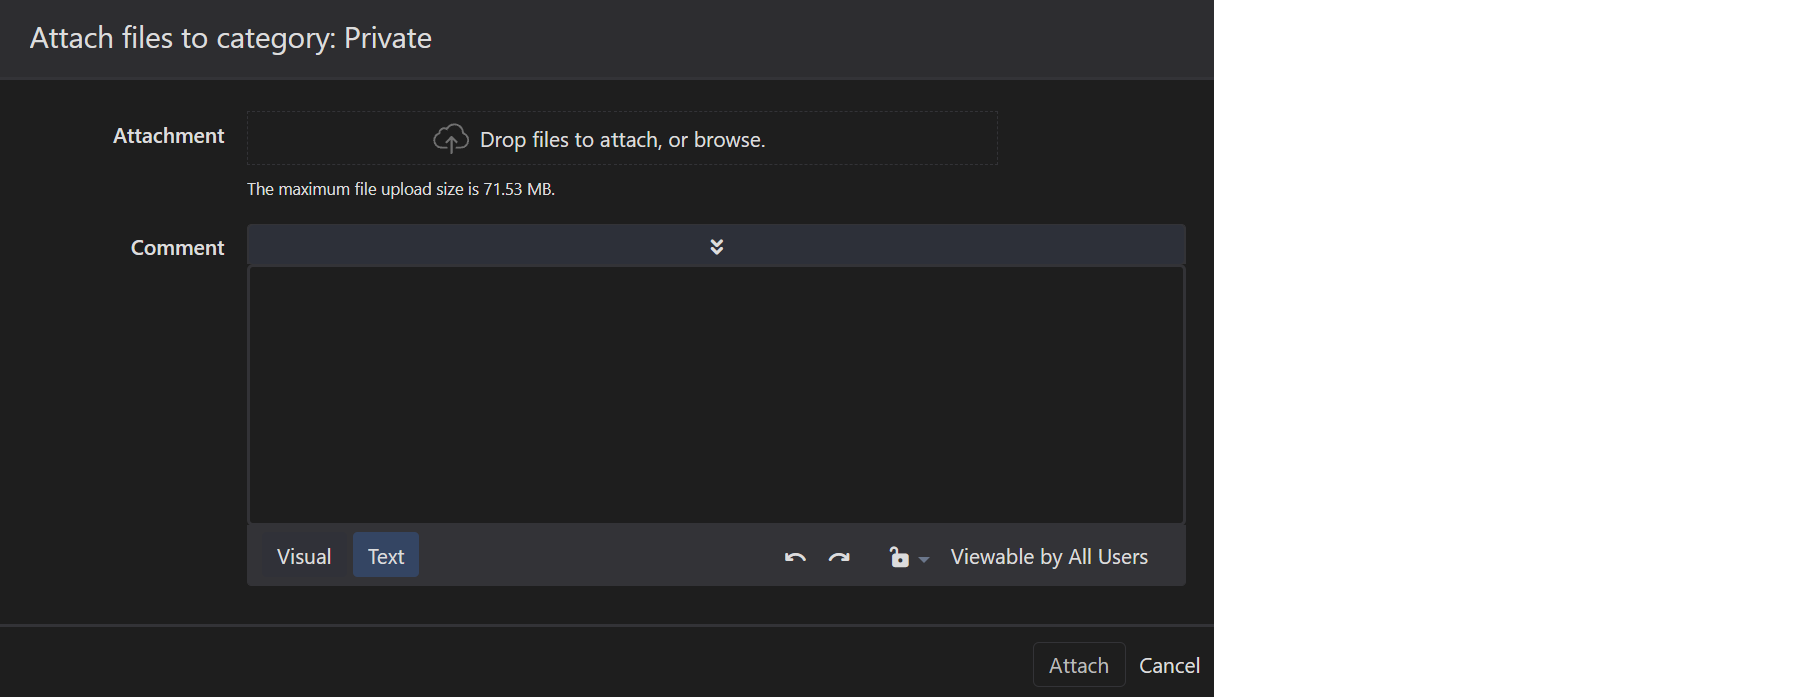 Attach files to category: Private
Attachment
Drop files to attach, or browse.
The maximum file upload size is 71.53 MB.
Comment
Visual Text Viewable by All Users
Attach Cancel